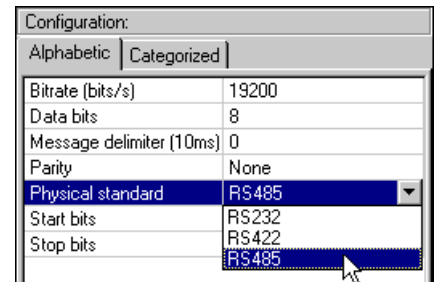 Configuration:
Alphabetic Categorized
Bitrate (bits/s) 19200
Data bits 8
Message delimiter (10ms) 0
Parity None
Physical standard RS485
Start bits RS232
RS422
Stop bits
RS485